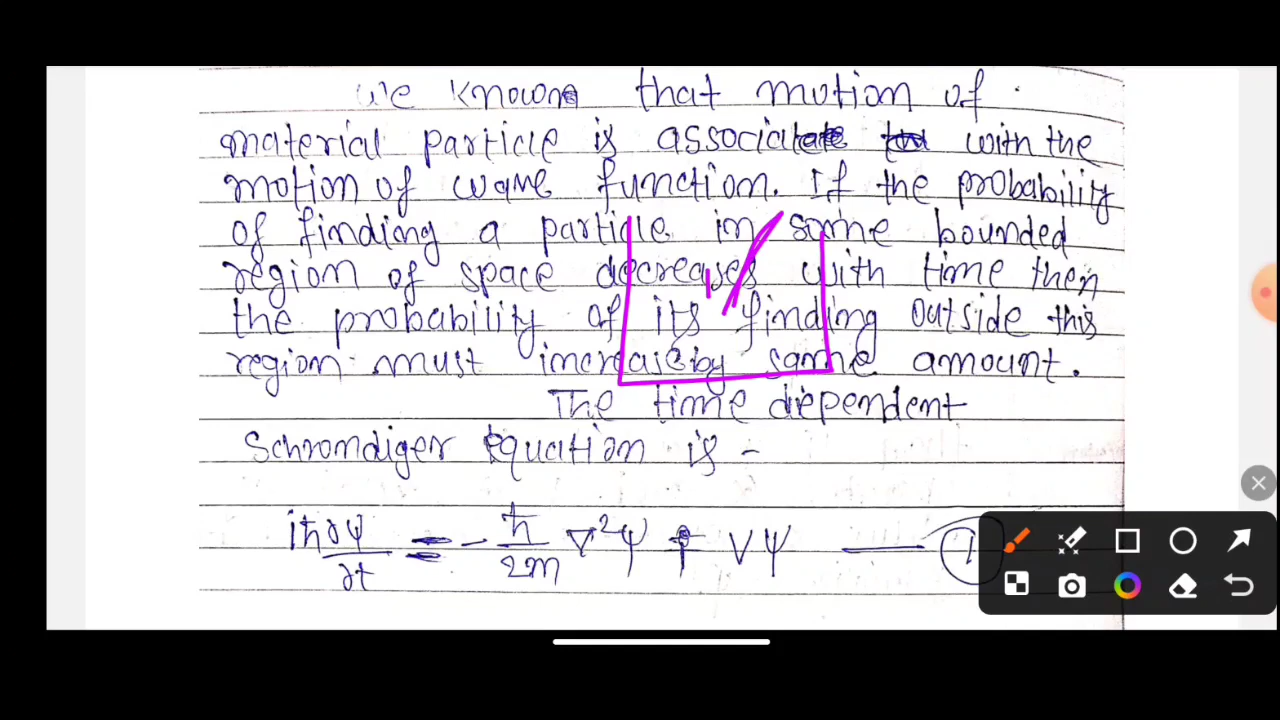 We known that motion of
material particle is associate with the
motion of wave function. If the probability
of finding a particle in some bounded
region of space decreases with time then
the probability of its finding outside this
region must increase by same amount.
The time dependent
Schromdiger Equation is -
iħ ∂ψ/∂t = - ħ/2m ∇²ψ + Vψ — 1